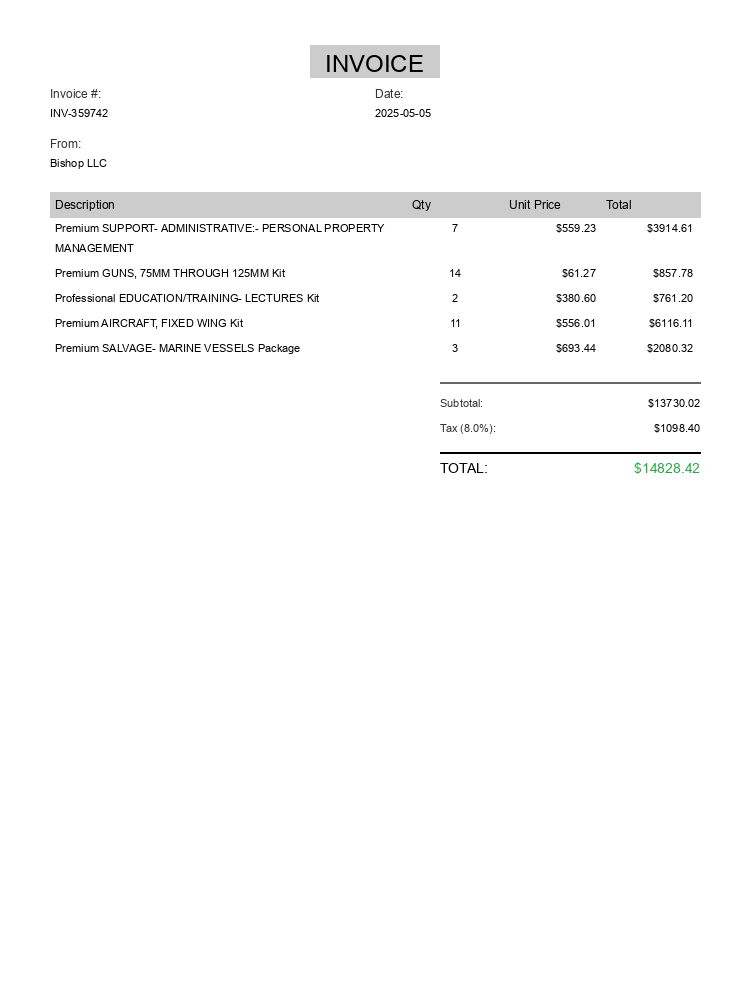 INVOICE
Invoice #: Date:
INV-359742 2025-05-05
From:
Bishop LLC
Description Qty Unit Price Total
Premium SUPPORT- ADMINISTRATIVE:- PERSONAL PROPERTY 7 $559.23 $3914.61
MANAGEMENT
Premium GUNS, 75MM THROUGH 125MM Kit 14 $61.27 $857.78
Professional EDUCATION/TRAINING- LECTURES Kit 2 $380.60 $761.20
Premium AIRCRAFT, FIXED WING Kit 11 $556.01 $6116.11
Premium SALVAGE- MARINE VESSELS Package 3 $693.44 $2080.32
Subtotal: $13730.02
Tax (8.0%): $1098.40
TOTAL: $14828.42